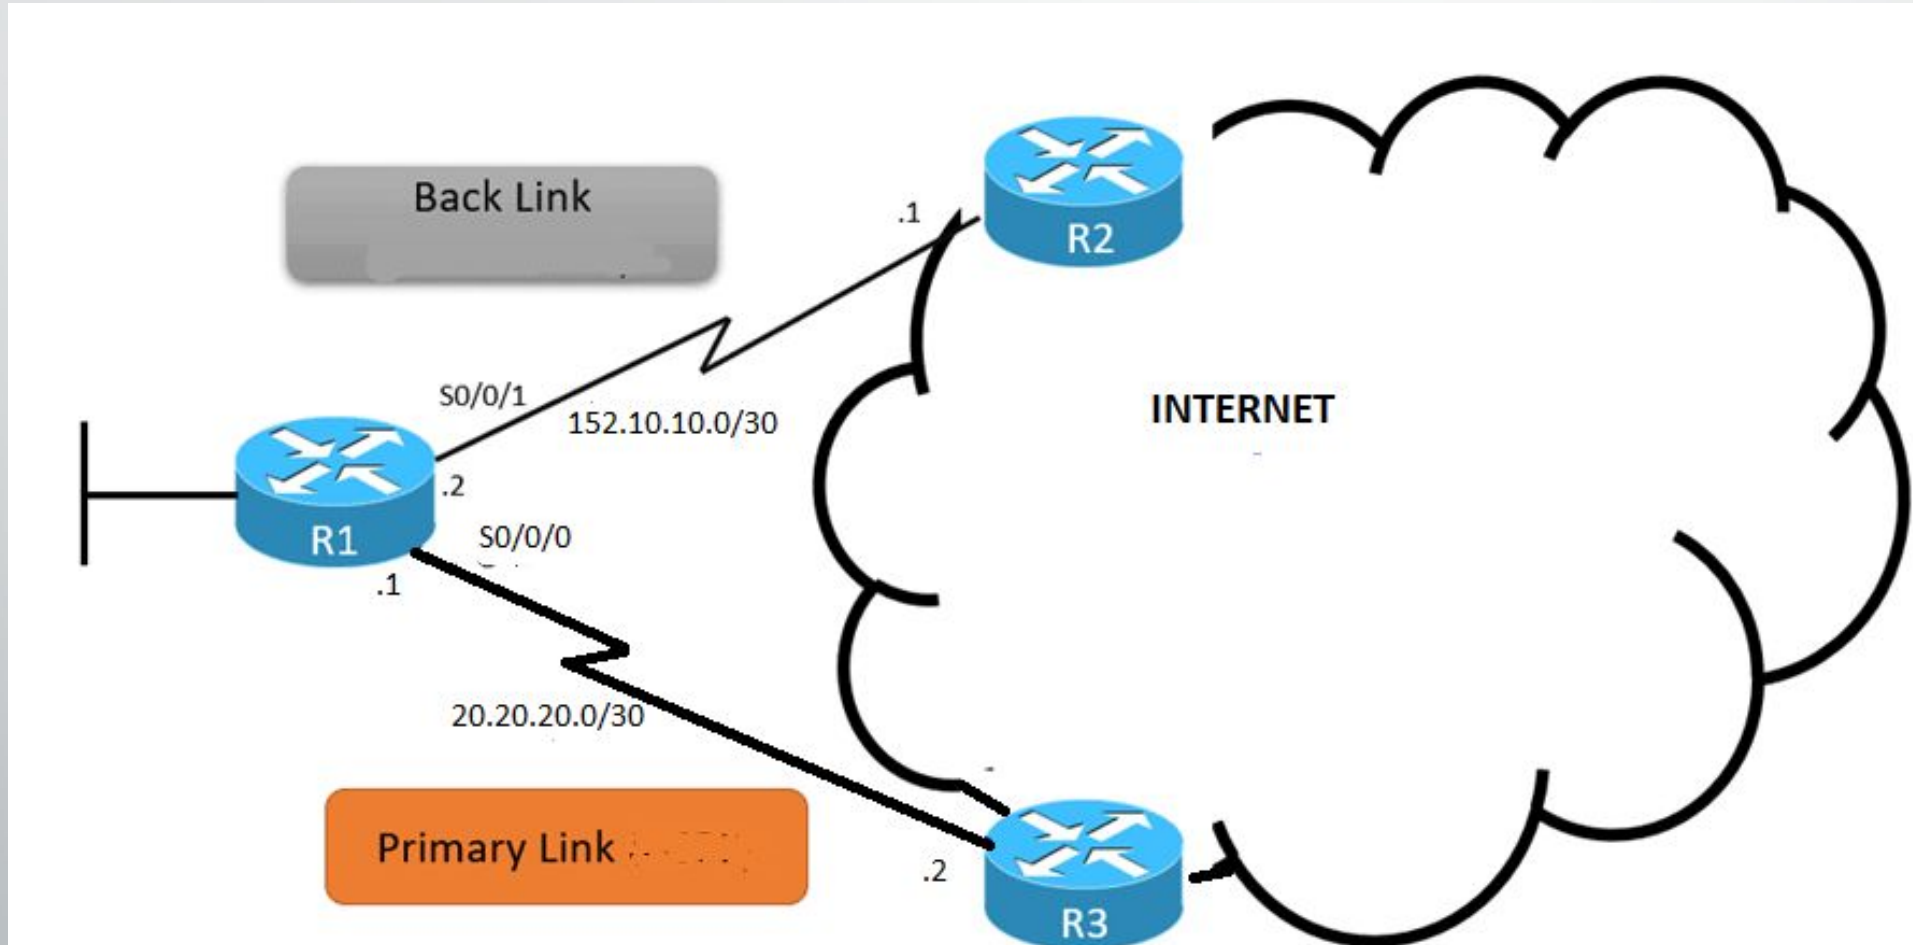 Back Link
.1
R2
S0/0/1
152.10.10.0/30
INTERNET
.2
R1
S0/0/0
.1
20.20.20.0/30
Primary Link
.2
R3